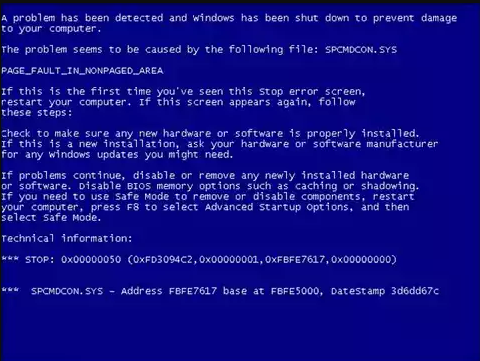 A problem has been detected and Windows has been shut down to prevent damage
to your computer.
The problem seems to be caused by the following file: SPCMDCON.SYS
PAGE_FAULT_IN_NONPAGED_AREA
If this is the first time you've seen this Stop error screen,
restart your computer. If this screen appears again, follow
these steps:
Check to make sure any new hardware or software is properly installed.
If this is a new installation, ask your hardware or software manufacturer
for any Windows updates you might need.
If problems continue, disable or remove any newly installed hardware
or software. Disable BIOS memory options such as caching or shadowing.
If you need to use Safe Mode to remove or disable components, restart
your computer, press F8 to select Advanced Startup Options, and then
select Safe Mode.
Technical information:
*** STOP: 0x00000050 (0xFD3094C2,0x00000001,0xFBFE7617,0x00000000)
*** SPCMDCON.SYS - Address FBFE7617 base at FBFE5000, DateStamp 3d6dd67c